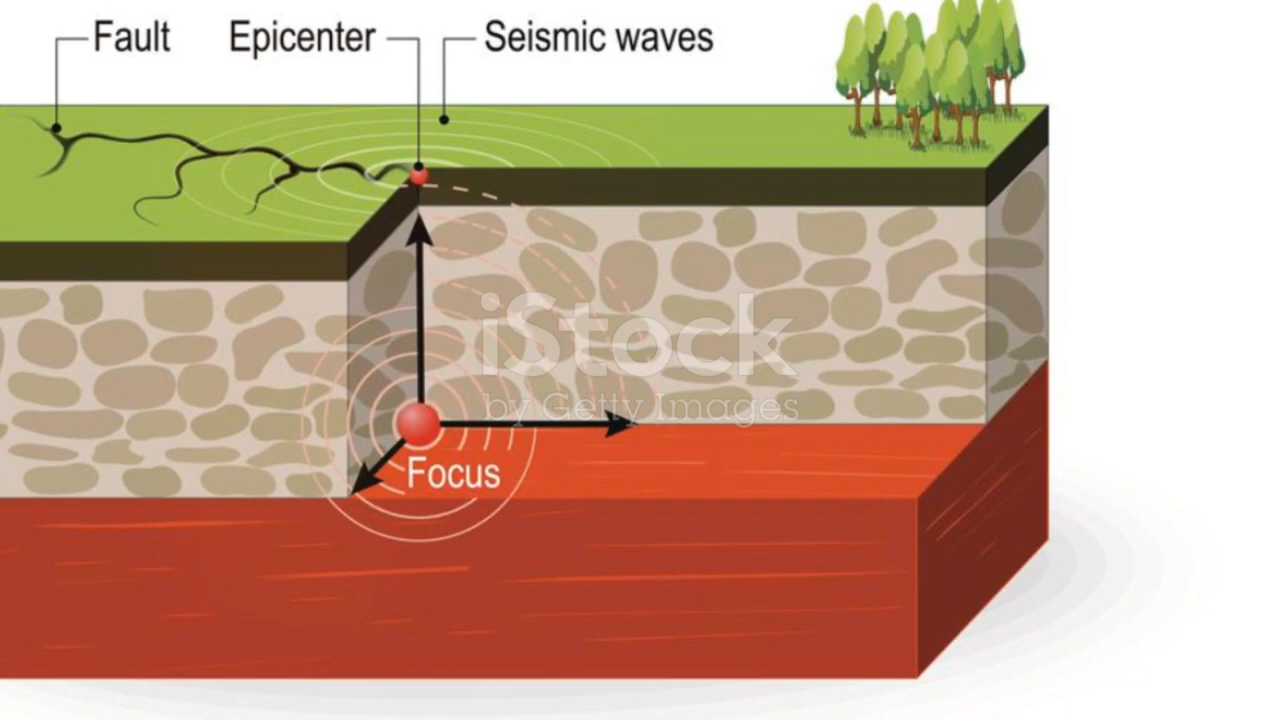 Fault
Epicenter
Seismic waves
iStock
by Getty Images
Focus